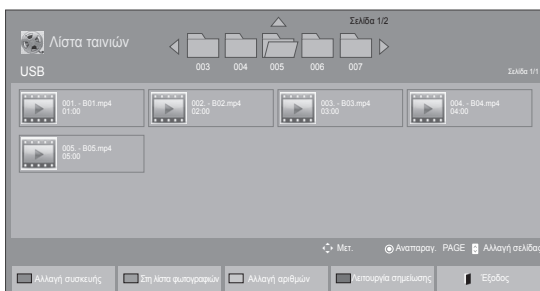 Σελίδα 1/2
Λίστα ταινιών
USB
003 004 005 006 007
Σελίδα 1/1
001. - B01.mp4
01:00
002. - B02.mp4
02:00
003. - B03.mp4
03:00
004. - B04.mp4
04:00
005. - B05.mp4
05:00
Μετ. Αναπαραγ. PAGE Αλλαγή σελίδας
Αλλαγή συσκευής Στη λίστα φωτογραφιών Αλλαγή αριθμών Λειτουργία σημείωσης Έξοδος